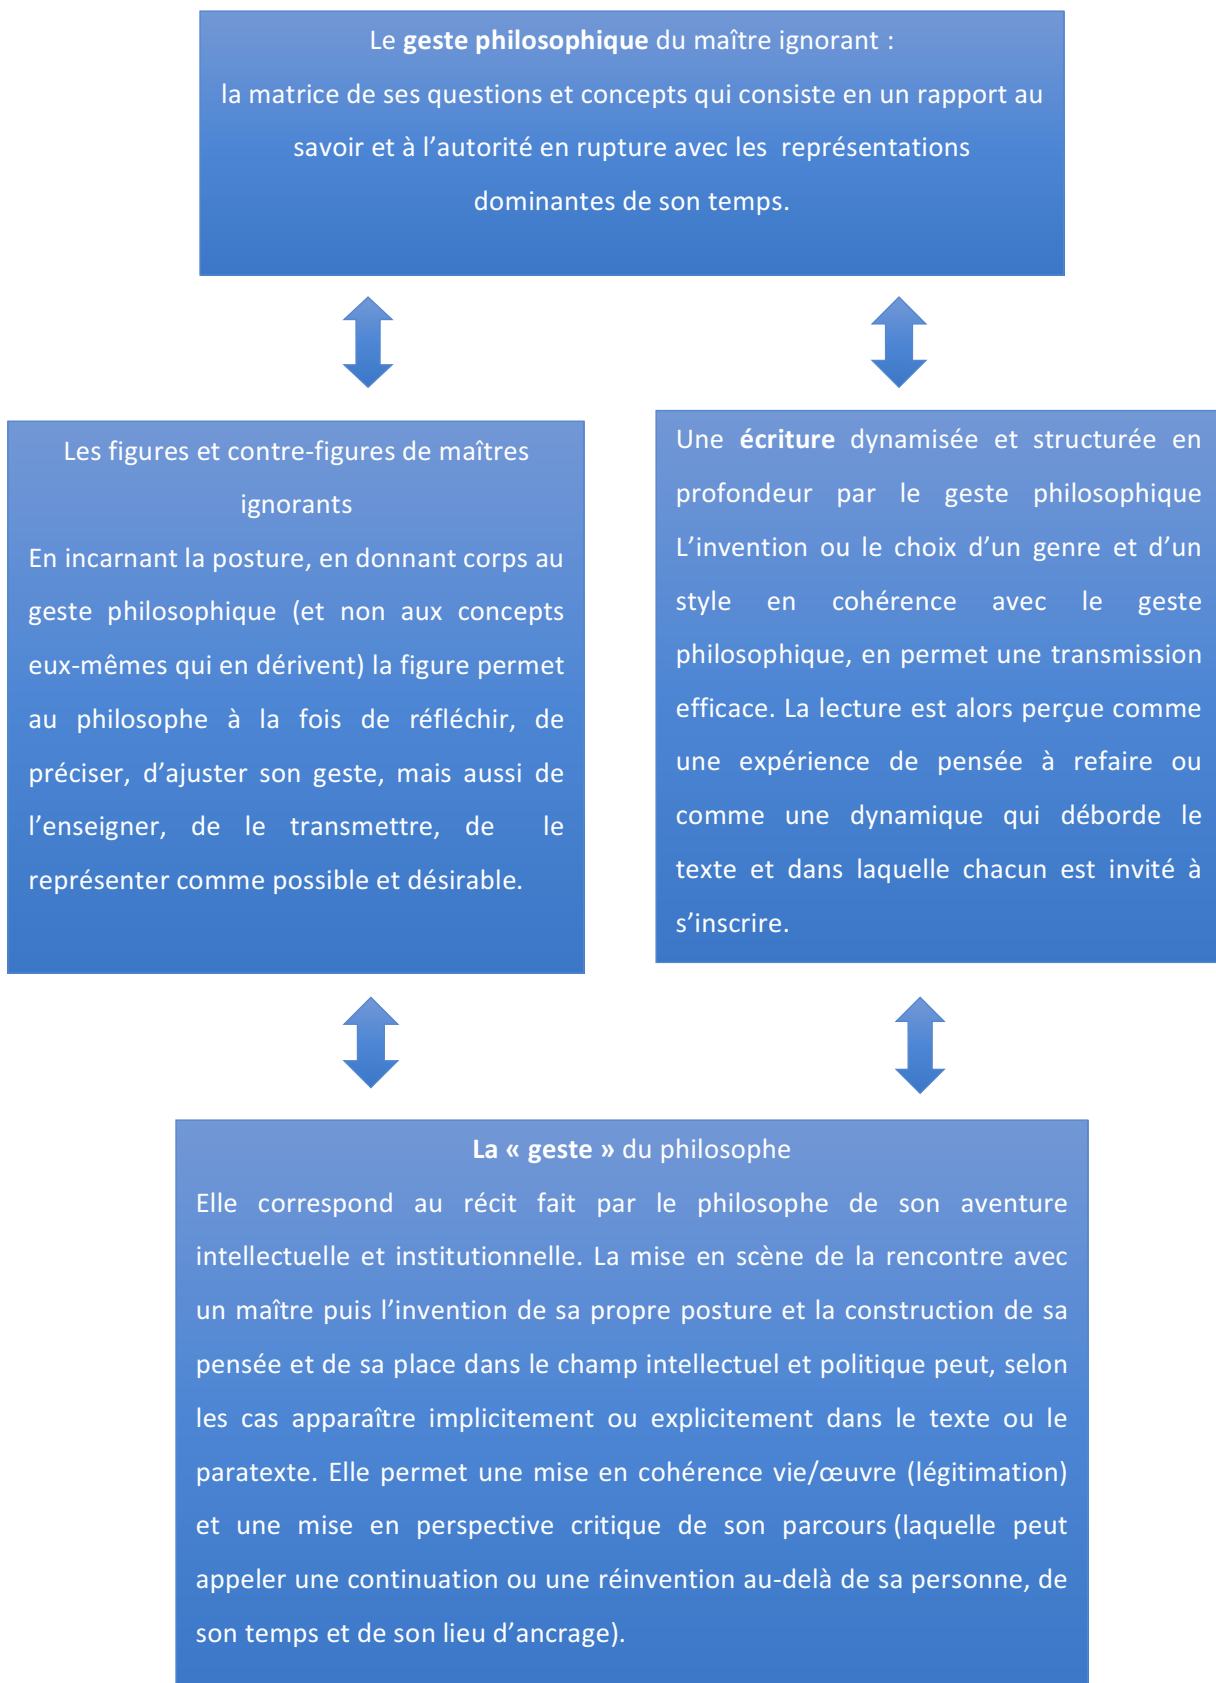 Le geste philosophique du maître ignorant :
la matrice de ses questions et concepts qui consiste en un rapport au
savoir et à l’autorité en rupture avec les représentations
dominantes de son temps.
Les figures et contre-figures de maîtres
ignorants
En incarnant la posture, en donnant corps au
geste philosophique (et non aux concepts
eux-mêmes qui en dérivent) la figure permet
au philosophe à la fois de réfléchir, de
préciser, d’ajuster son geste, mais aussi de
l’enseigner, de le transmettre, de le
représenter comme possible et désirable.
Une écriture dynamisée et structurée en
profondeur par le geste philosophique
L’invention ou le choix d’un genre et d’un
style en cohérence avec le geste
philosophique, en permet une transmission
efficace. La lecture est alors perçue comme
une expérience de pensée à refaire ou
comme une dynamique qui déborde le
texte et dans laquelle chacun est invité à
s’inscrire.
La « geste » du philosophe
Elle correspond au récit fait par le philosophe de son aventure
intellectuelle et institutionnelle. La mise en scène de la rencontre avec
un maître puis l’invention de sa propre posture et la construction de sa
pensée et de sa place dans le champ intellectuel et politique peut, selon
les cas apparaître implicitement ou explicitement dans le texte ou le
paratexte. Elle permet une mise en cohérence vie/œuvre (légitimation)
et une mise en perspective critique de son parcours (laquelle peut
appeler une continuation ou une réinvention au-delà de sa personne, de
son temps et de son lieu d’ancrage).